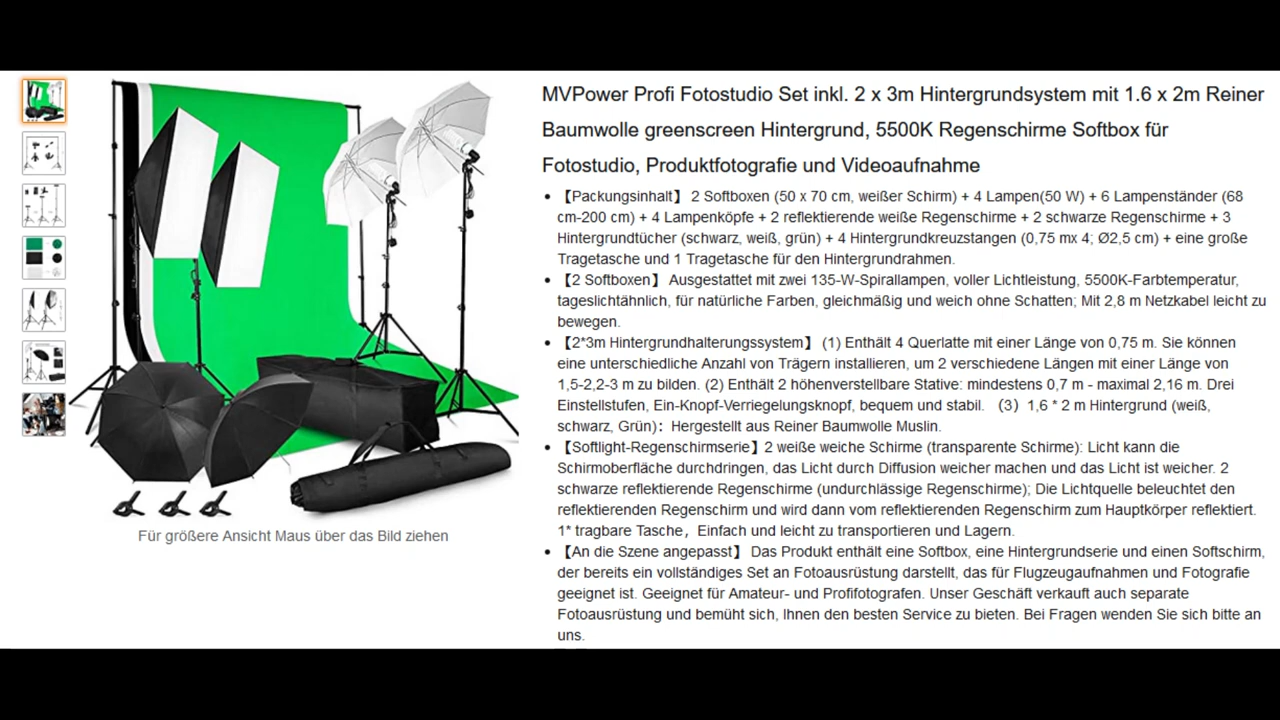 MVPower Profi Fotostudio Set inkl. 2 x 3m Hintergrundsystem mit 1.6 x 2m Reiner
Baumwolle greenscreen Hintergrund, 5500K Regenschirme Softbox für
Fotostudio, Produktfotografie und Videoaufnahme
• 【Packungsinhalt】 2 Softboxen (50 x 70 cm, weißer Schirm) + 4 Lampen(50 W) + 6 Lampenständer (68
cm-200 cm) + 4 Lampenköpfe + 2 reflektierende weiße Regenschirme + 2 schwarze Regenschirme + 3
Hintergrundtücher (schwarz, weiß, grün) + 4 Hintergrundkreuzstangen (0,75 mx 4; Ø2,5 cm) + eine große
Tragetasche und 1 Tragetasche für den Hintergrundrahmen.
• 【2 Softboxen】 Ausgestattet mit zwei 135-W-Spirallampen, voller Lichtleistung, 5500K-Farbtemperatur,
tageslichtähnlich, für natürliche Farben, gleichmäßig und weich ohne Schatten; Mit 2,8 m Netzkabel leicht zu
bewegen.
• 【2*3m Hintergrundhalterungssystem】 (1) Enthält 4 Querlatte mit einer Länge von 0,75 m. Sie können
eine unterschiedliche Anzahl von Trägern installieren, um 2 verschiedene Längen mit einer Länge von
1,5-2,2-3 m zu bilden. (2) Enthält 2 höhenverstellbare Stative: mindestens 0,7 m - maximal 2,16 m. Drei
Einstellstufen, Ein-Knopf-Verriegelungsknopf, bequem und stabil. （3）1,6 * 2 m Hintergrund (weiß,
schwarz, Grün)：Hergestellt aus Reiner Baumwolle Muslin.
• 【Softlight-Regenschirmserie】2 weiße weiche Schirme (transparente Schirme): Licht kann die
Schirmoberfläche durchdringen, das Licht durch Diffusion weicher machen und das Licht ist weicher. 2
schwarze reflektierende Regenschirme (undurchlässige Regenschirme); Die Lichtquelle beleuchtet den
reflektierenden Regenschirm und wird dann vom reflektierenden Regenschirm zum Hauptkörper reflektiert.
1* tragbare Tasche，Einfach und leicht zu transportieren und Lagern.
• 【An die Szene angepasst】 Das Produkt enthält eine Softbox, eine Hintergrundserie und einen Softschirm,
der bereits ein vollständiges Set an Fotoausrüstung darstellt, das für Flugzeugaufnahmen und Fotografie
geeignet ist. Geeignet für Amateur- und Profifotografen. Unser Geschäft verkauft auch separate
Fotoausrüstung und bemüht sich, Ihnen den besten Service zu bieten. Bei Fragen wenden Sie sich bitte an
uns.
Für größere Ansicht Maus über das Bild ziehen